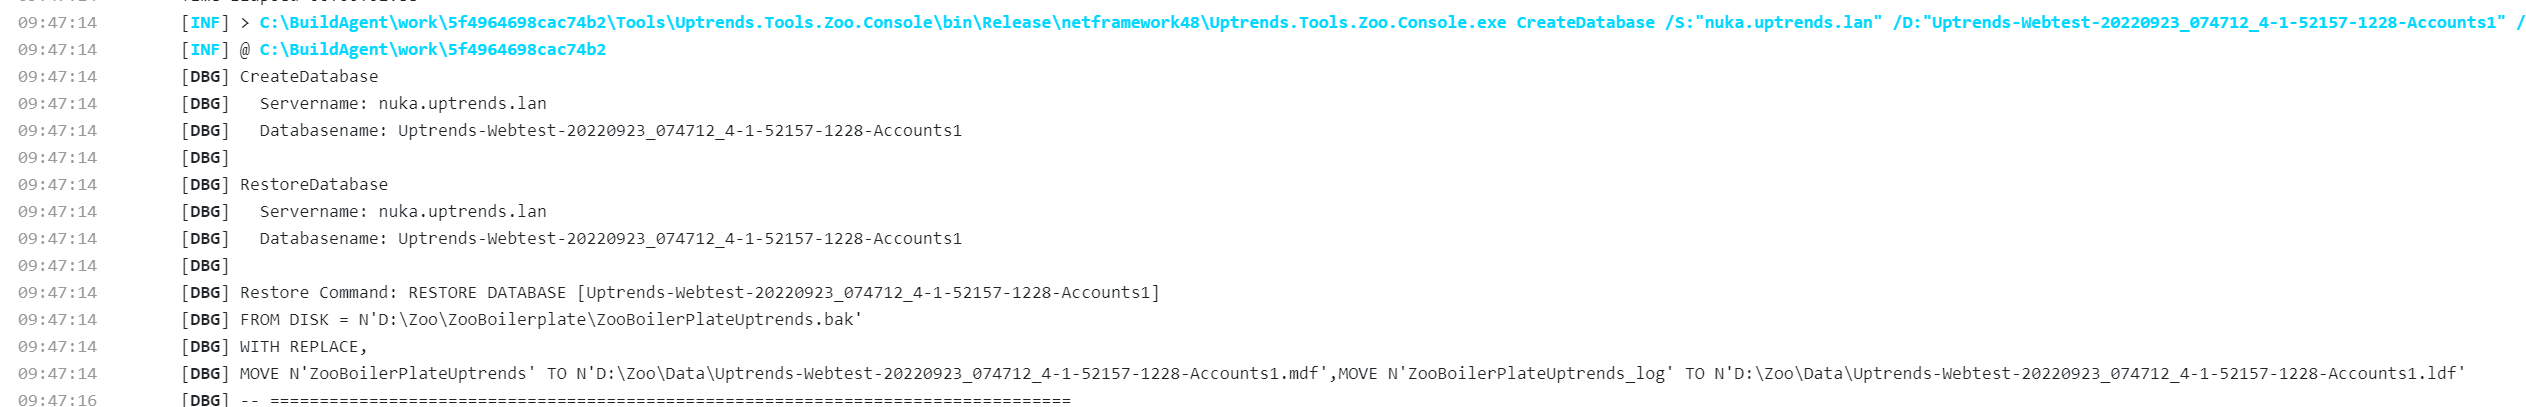 09:47:14 [INF] > C:\BuildAgent\work\5f4964698cac74b2\Tools\Uptrends.Tools.Zoo.Console\bin\Release\netframework48\Uptrends.Tools.Zoo.Console.exe CreateDatabase /S:"nuka.uptrends.lan" /D:"Uptrends-Webtest-20220923_074712_4-1-52157-1228-Accounts1" /
09:47:14 [INF] @ C:\BuildAgent\work\5f4964698cac74b2
09:47:14 [DBG] CreateDatabase
09:47:14 [DBG] Servername: nuka.uptrends.lan
09:47:14 [DBG] Databasename: Uptrends-Webtest-20220923_074712_4-1-52157-1228-Accounts1
09:47:14 [DBG]
09:47:14 [DBG] RestoreDatabase
09:47:14 [DBG] Servername: nuka.uptrends.lan
09:47:14 [DBG] Databasename: Uptrends-Webtest-20220923_074712_4-1-52157-1228-Accounts1
09:47:14 [DBG]
09:47:14 [DBG] Restore Command: RESTORE DATABASE [Uptrends-Webtest-20220923_074712_4-1-52157-1228-Accounts1]
09:47:14 [DBG] FROM DISK = N'D:\Zoo\ZooBoilerplate\ZooBoilerPlateUptrends.bak'
09:47:14 [DBG] WITH REPLACE,
09:47:14 [DBG] MOVE N'ZooBoilerPlateUptrends' TO N'D:\Zoo\Data\Uptrends-Webtest-20220923_074712_4-1-52157-1228-Accounts1.mdf',MOVE N'ZooBoilerPlateUptrends_log' TO N'D:\Zoo\Data\Uptrends-Webtest-20220923_074712_4-1-52157-1228-Accounts1.ldf'
09:47:16 [DBG] -- =================================================================================